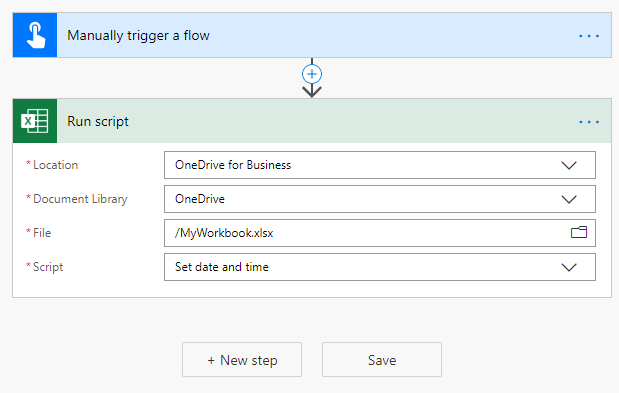 Manually trigger a flow
Run script
* Location OneDrive for Business
* Document Library OneDrive
* File /MyWorkbook.xlsx
* Script Set date and time
+ New step Save